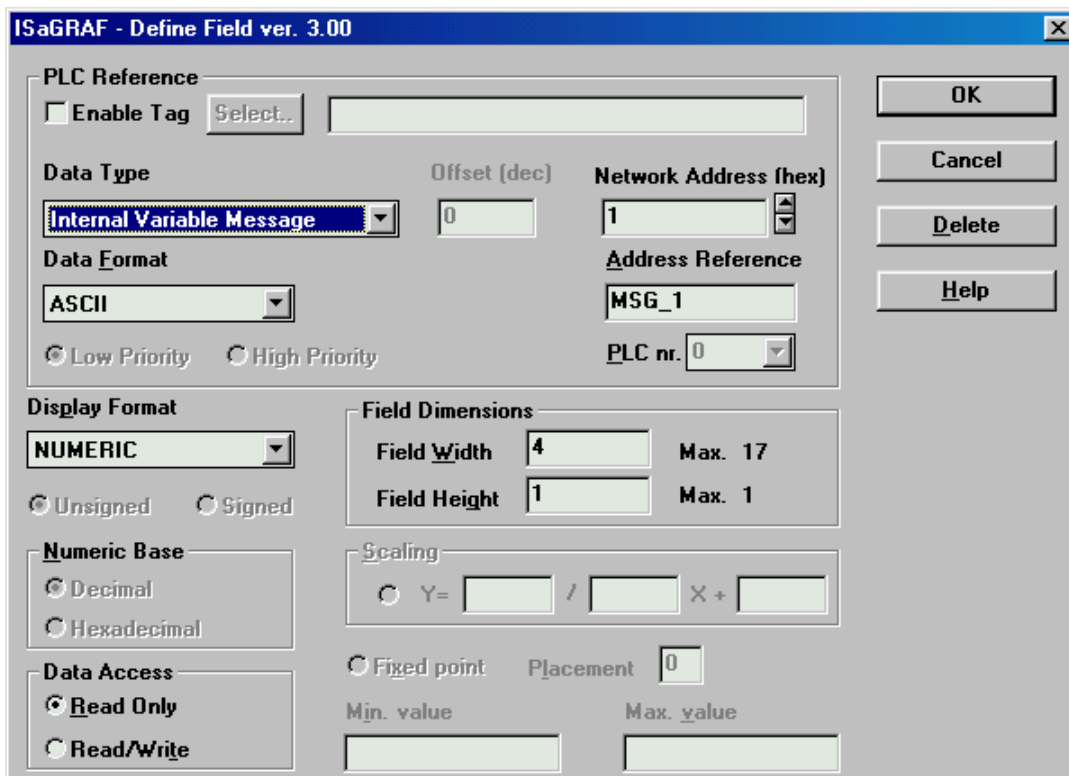 ISaGRAF - Define Field ver. 3.00
PLC Reference
Enable Tag Select..
Data Type Offset (dec) Network Address (hex)
Internal Variable Message 0 1
Data Format Address Reference
ASCII MSG_1
Low Priority High Priority PLC nr. 0
OK
Cancel
Delete
Help
Display Format
NUMERIC
Unsigned Signed
Field Dimensions
Field Width 4 Max. 17
Field Height 1 Max. 1
Numeric Base
Decimal
Hexadecimal
Scaling
Y= / X +
Data Access
Read Only
Read/Write
Fixed point Placement 0
Min. value Max. value